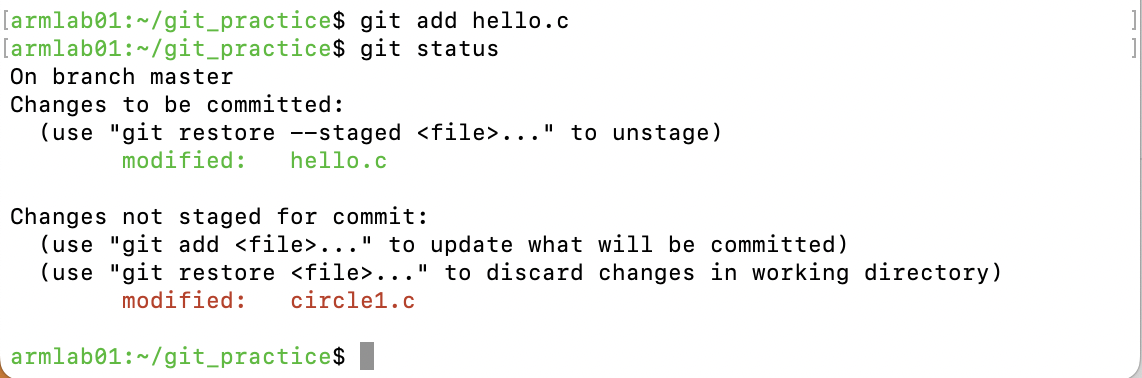 [armlab01:~/git_practice$ git add hello.c ]
[armlab01:~/git_practice$ git status ]
On branch master
Changes to be committed:
  (use "git restore --staged <file>..." to unstage)
        modified:   hello.c

Changes not staged for commit:
  (use "git add <file>..." to update what will be committed)
  (use "git restore <file>..." to discard changes in working directory)
        modified:   circle1.c

armlab01:~/git_practice$